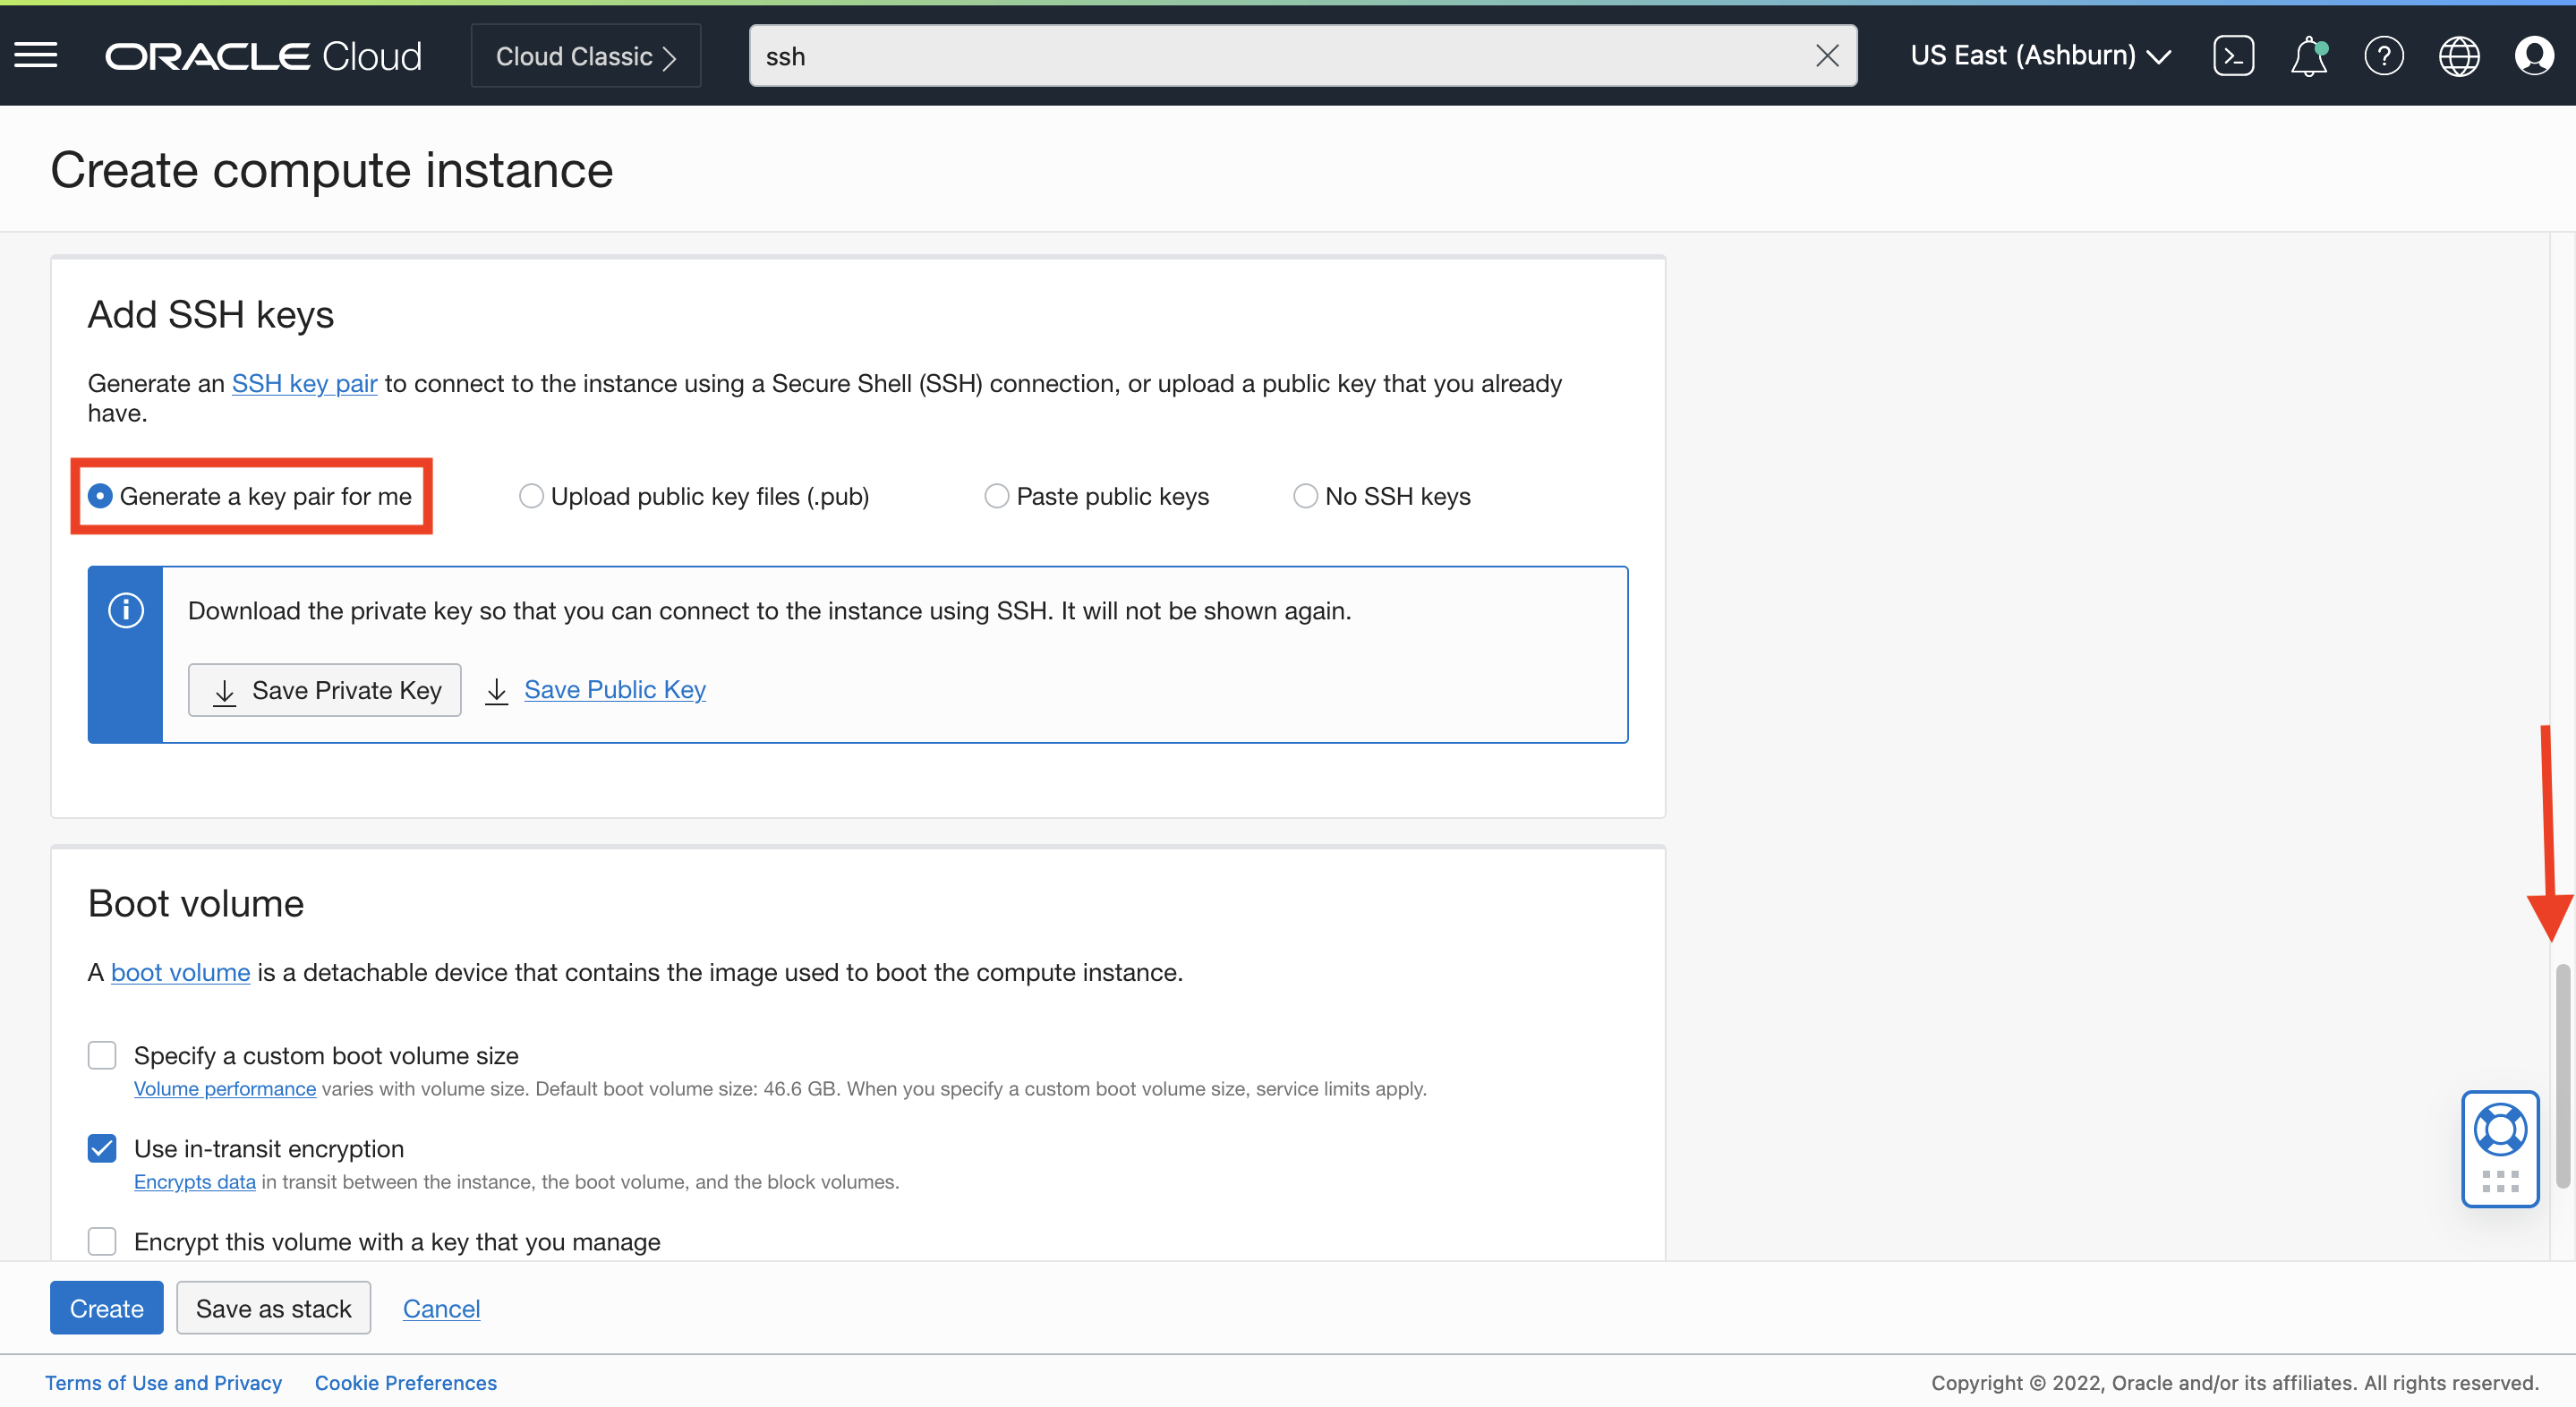 ORACLE Cloud
Cloud Classic >
ssh
US East (Ashburn)
Create compute instance
Add SSH keys
Generate an SSH key pair to connect to the instance using a Secure Shell (SSH) connection, or upload a public key that you already
have.
Generate a key pair for me
Upload public key files (.pub)
Paste public keys
No SSH keys
Download the private key so that you can connect to the instance using SSH. It will not be shown again.
Save Private Key
Save Public Key
Boot volume
A boot volume is a detachable device that contains the image used to boot the compute instance.
Specify a custom boot volume size
Volume performance varies with volume size. Default boot volume size: 46.6 GB. When you specify a custom boot volume size, service limits apply.
Use in-transit encryption
Encrypts data in transit between the instance, the boot volume, and the block volumes.
Encrypt this volume with a key that you manage
Create
Save as stack
Cancel
Terms of Use and Privacy
Cookie Preferences
Copyright © 2022, Oracle and/or its affiliates. All rights reserved.